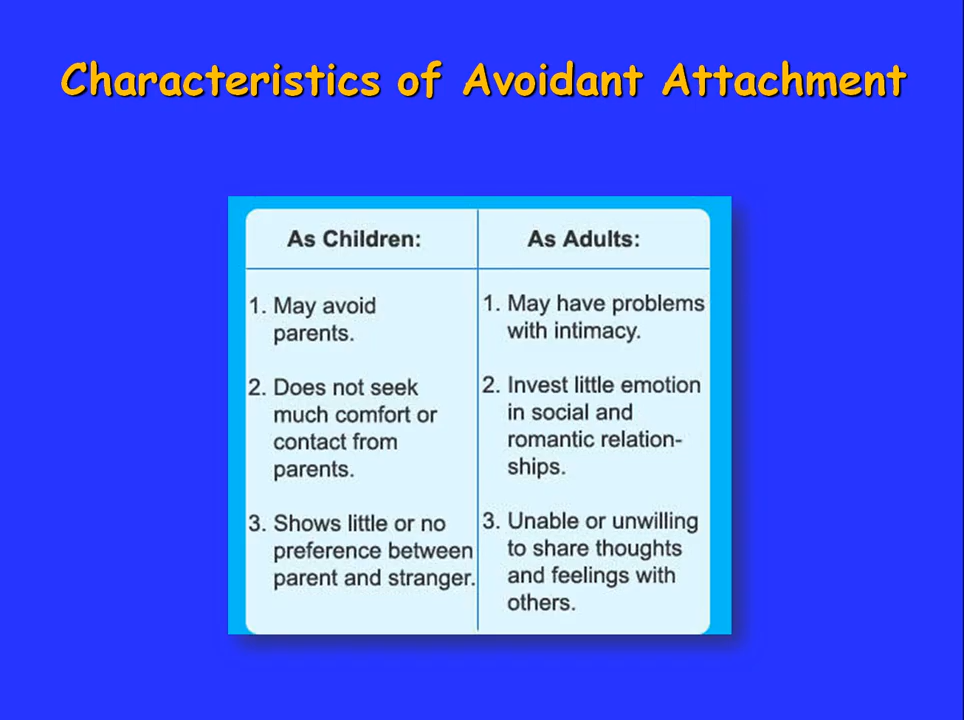 Characteristics of Avoidant Attachment
As Children:
1. May avoid
parents.
2. Does not seek
much comfort or
contact from
parents.
3. Shows little or no
preference between
parent and stranger.
As Adults:
1. May have problems
with intimacy.
2. Invest little emotion
in social and
romantic relation-
ships.
3. Unable or unwilling
to share thoughts
and feelings with
others.